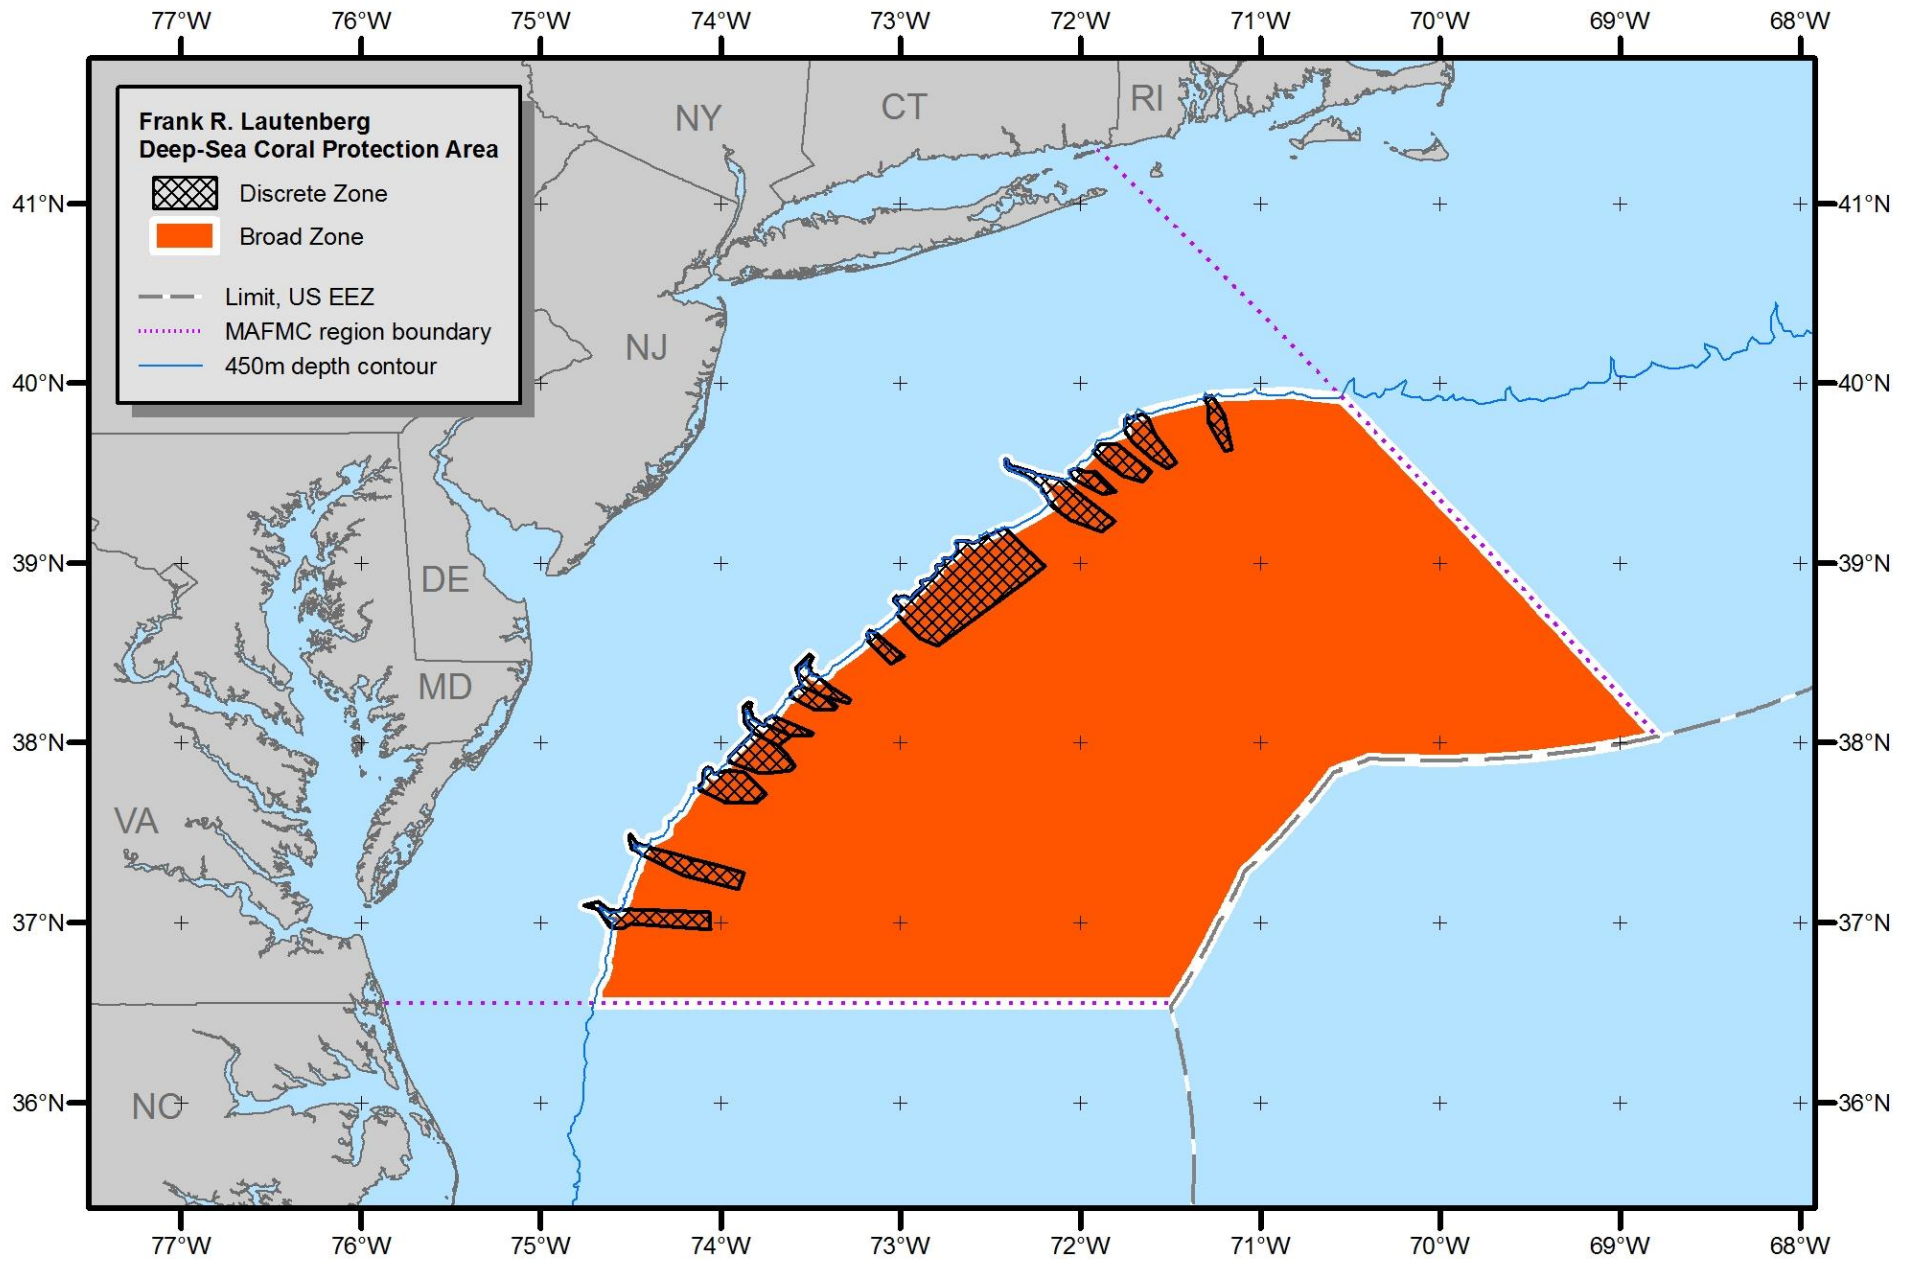 77°W 76°W 75°W 74°W 73°W 72°W 71°W 70°W 69°W 68°W
Frank R. Lautenberg
Deep-Sea Coral Protection Area
Discrete Zone
Broad Zone
Limit, US EEZ
MAFMC region boundary
450m depth contour
NY
CT
RI
41°N 41°N
NJ
40°N 40°N
39°N 39°N
DE
MD
38°N 38°N
VA
37°N 37°N
36°N 36°N
NC
77°W 76°W 75°W 74°W 73°W 72°W 71°W 70°W 69°W 68°W